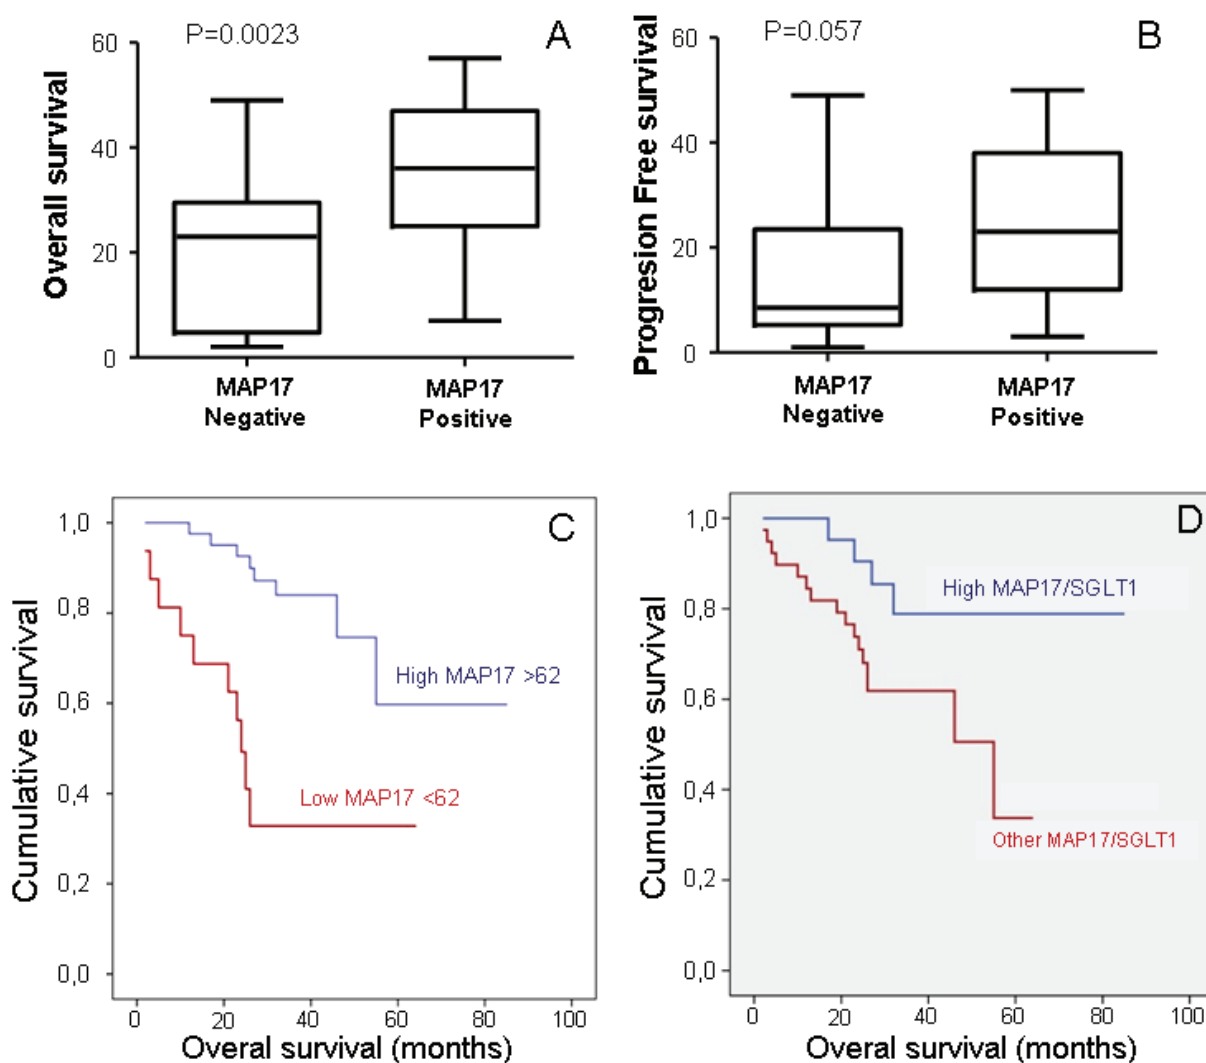 P=0.0023
A
Overall survival
60
40
20
0
MAP17
Negative
MAP17
Positive
P=0.057
B
Progresion Free survival
60
40
20
0
MAP17
Negative
MAP17
Positive
C
Cumulative survival
1,0
0,8
0,6
0,4
0,2
0,0
High MAP17 >62
Low MAP17 <62
0
20
40
60
80
100
Overal survival (months)
D
Cumulative survival
1,0
0,8
0,6
0,4
0,2
0,0
High MAP17/SGLT1
Other MAP17/SGLT1
0
20
40
60
80
100
Overal survival (months)